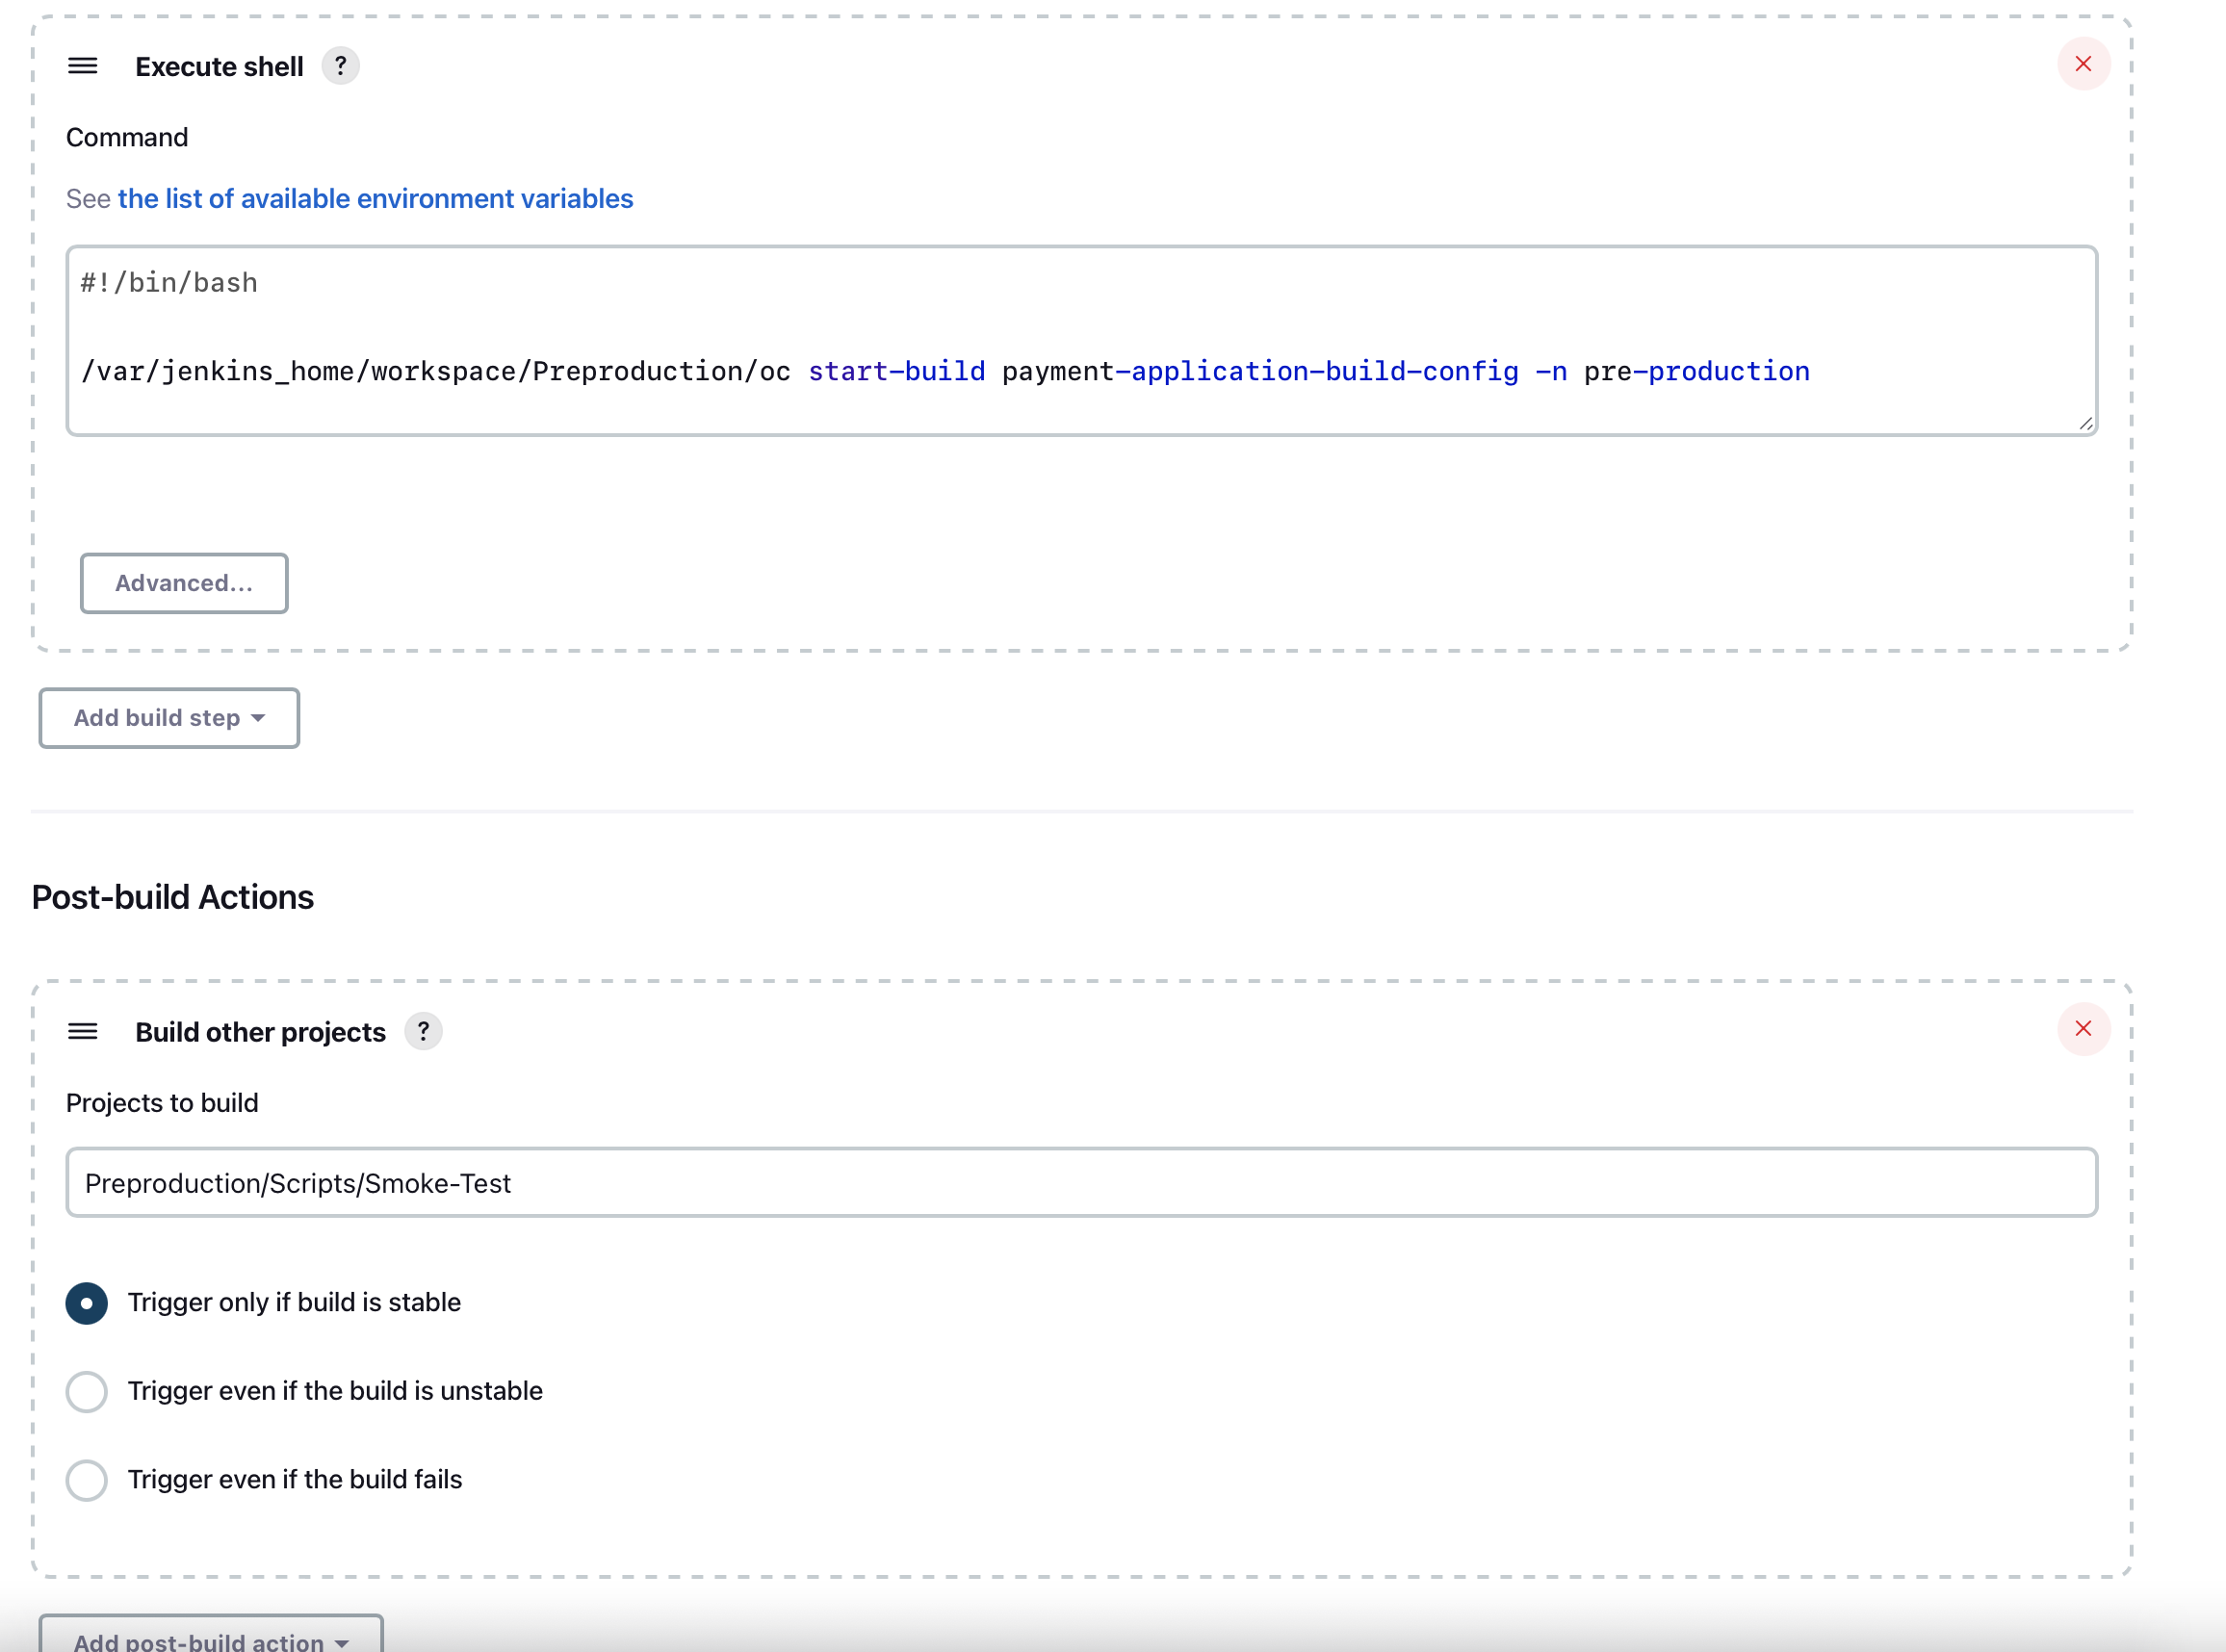 Execute shell ?
Command
See the list of available environment variables
#!/bin/bash
/var/jenkins_home/workspace/Preproduction/oc start-build payment-application-build-config -n pre-production
Advanced...
Add build step
Post-build Actions
Build other projects ?
Projects to build
Preproduction/Scripts/Smoke-Test
Trigger only if build is stable
Trigger even if the build is unstable
Trigger even if the build fails
Add post-build action